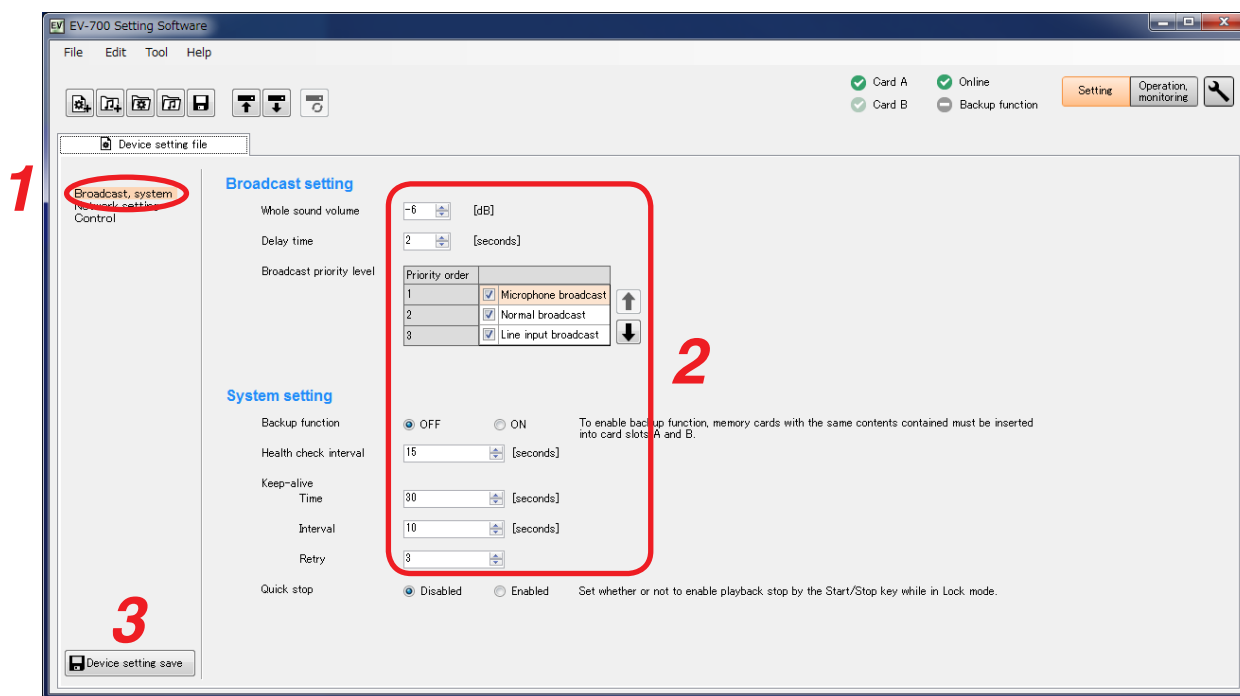 EV EV-700 Setting Software
File Edit Tool Help
Card A Online
Card B Backup function
Setting
Operation,
monitoring
Device setting file
1
Broadcast, system
Network setting
Control
Broadcast setting
Whole sound volume -6 [dB]
Delay time 2 [seconds]
Broadcast priority level
Priority order
1 Microphone broadcast
2 Normal broadcast
3 Line input broadcast
2
System setting
Backup function OFF ON To enable backup function, memory cards with the same contents contained must be inserted
into card slots A and B.
Health check interval 15 [seconds]
Keep-alive
Time 30 [seconds]
Interval 10 [seconds]
Retry 3
Quick stop Disabled Enabled Set whether or not to enable playback stop by the Start/Stop key while in Lock mode.
3
Device setting save